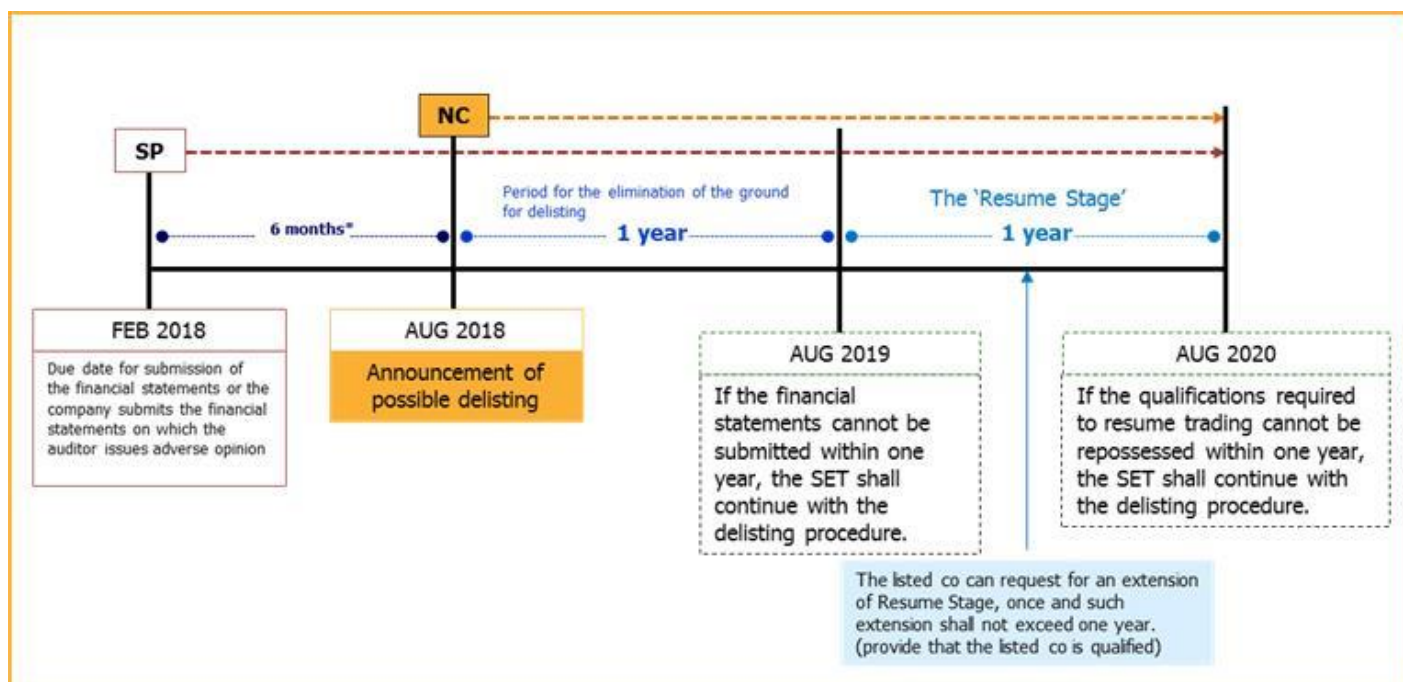 NC
SP
Period for the elimination of the ground
for delisting
The 'Resume Stage'
6 months*
1 year
1 year
FEB 2018
Due date for submission of
the financial statements or the
company submits the financial
statements on which the
auditor issues adverse opinion
AUG 2018
Announcement of
possible delisting
AUG 2019
If the financial
statements cannot be
submitted within one
year, the SET shall
continue with the
delisting procedure.
AUG 2020
If the qualifications required
to resume trading cannot be
repossessed within one year,
the SET shall continue with
the delisting procedure.
The listed co can request for an extension
of Resume Stage, once and such
extension shall not exceed one year.
(provide that the listed co is qualified)